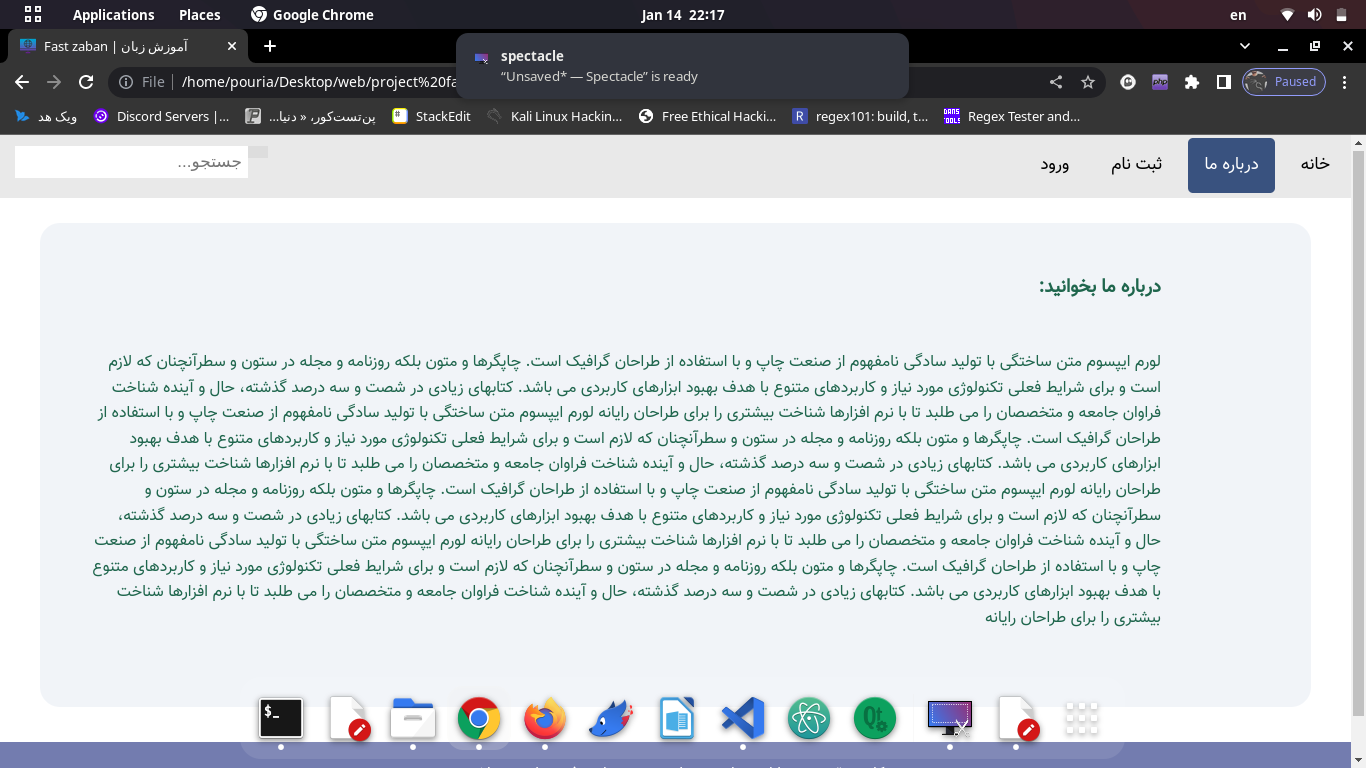 Applications Places Google Chrome Jan 14 22:17 en
Fast zaban | آموزش زبان
spectacle
“Unsaved* — Spectacle” is ready
File /home/pouria/Desktop/web/project%20fa Paused
ویک هد Discord Servers |... پن‌تست‌کور، « دنیا... StackEdit Kali Linux Hackin... Free Ethical Hacki... regex101: build, t... Regex Tester and...
خانه درباره ما ثبت نام ورود جستجو...
درباره ما بخوانید:
لورم ایپسوم متن ساختگی با تولید سادگی نامفهوم از صنعت چاپ و با استفاده از طراحان گرافیک است. چاپگرها و متون بلکه روزنامه و مجله در ستون و سطرآنچنان که لازم
است و برای شرایط فعلی تکنولوژی مورد نیاز و کاربردهای متنوع با هدف بهبود ابزارهای کاربردی می باشد. کتابهای زیادی در شصت و سه درصد گذشته، حال و آینده شناخت
فراوان جامعه و متخصصان را می طلبد تا با نرم افزارها شناخت بیشتری را برای طراحان رایانه لورم ایپسوم متن ساختگی با تولید سادگی نامفهوم از صنعت چاپ و با استفاده از
طراحان گرافیک است. چاپگرها و متون بلکه روزنامه و مجله در ستون و سطرآنچنان که لازم است و برای شرایط فعلی تکنولوژی مورد نیاز و کاربردهای متنوع با هدف بهبود
ابزارهای کاربردی می باشد. کتابهای زیادی در شصت و سه درصد گذشته، حال و آینده شناخت فراوان جامعه و متخصصان را می طلبد تا با نرم افزارها شناخت بیشتری را برای
طراحان رایانه لورم ایپسوم متن ساختگی با تولید سادگی نامفهوم از صنعت چاپ و با استفاده از طراحان گرافیک است. چاپگرها و متون بلکه روزنامه و مجله در ستون و
سطرآنچنان که لازم است و برای شرایط فعلی تکنولوژی مورد نیاز و کاربردهای متنوع با هدف بهبود ابزارهای کاربردی می باشد. کتابهای زیادی در شصت و سه درصد گذشته،
حال و آینده شناخت فراوان جامعه و متخصصان را می طلبد تا با نرم افزارها شناخت بیشتری را برای طراحان رایانه لورم ایپسوم متن ساختگی با تولید سادگی نامفهوم از صنعت
چاپ و با استفاده از طراحان گرافیک است. چاپگرها و متون بلکه روزنامه و مجله در ستون و سطرآنچنان که لازم است و برای شرایط فعلی تکنولوژی مورد نیاز و کاربردهای متنوع
با هدف بهبود ابزارهای کاربردی می باشد. کتابهای زیادی در شصت و سه درصد گذشته، حال و آینده شناخت فراوان جامعه و متخصصان را می طلبد تا با نرم افزارها شناخت
بیشتری را برای طراحان رایانه